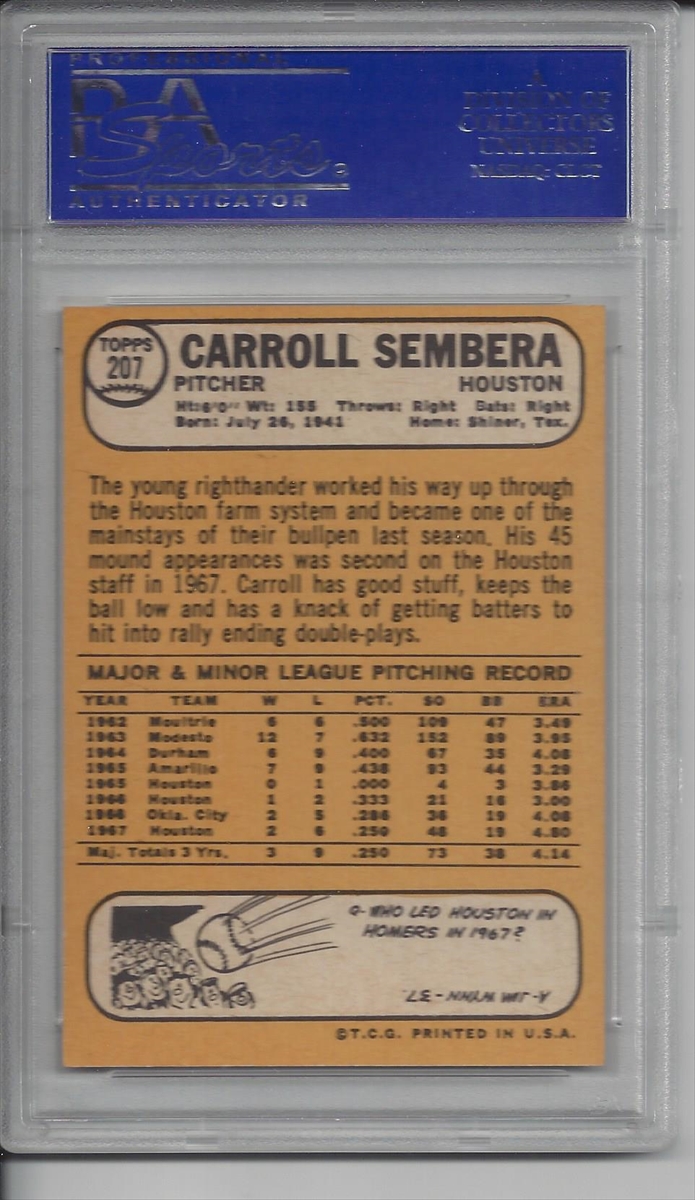 PROFESSIONAL
PSA
Sports
AUTHENTICATOR
A
DIVISION OF
COLLECTORS
UNIVERSE
NASDAQ: CLCT
TOPPS
207
CARROLL SEMBERA
PITCHER HOUSTON
Ht: 6'0" Wt: 155 Throws: Right Bats: Right
Born: July 26, 1941 Home: Shiner, Tex.
The young righthander worked his way up through
the Houston farm system and became one of the
mainstays of their bullpen last season. His 45
mound appearances was second on the Houston
staff in 1967. Carroll has good stuff, keeps the
ball low and has a knack of getting batters to
hit into rally ending double-plays.
MAJOR & MINOR LEAGUE PITCHING RECORD
YEAR TEAM W L PCT. SO BB ERA
1962 Moultrie 6 6 .500 109 47 3.49
1963 Modesto 12 7 .632 152 89 3.95
1964 Durham 6 9 .400 67 35 4.08
1965 Amarillo 7 9 .438 93 44 3.29
1965 Houston 0 1 .000 4 3 3.86
1966 Houston 1 2 .333 21 16 3.00
1966 Okla. City 2 5 .286 36 19 4.08
1967 Houston 2 6 .250 48 19 4.80
Maj. Totals 3 Yrs. 3 9 .250 73 38 4.14
Q-WHO LED HOUSTON IN
HOMERS IN 1967?
A-JIM WYNN-37.
©T.C.G. PRINTED IN U.S.A.